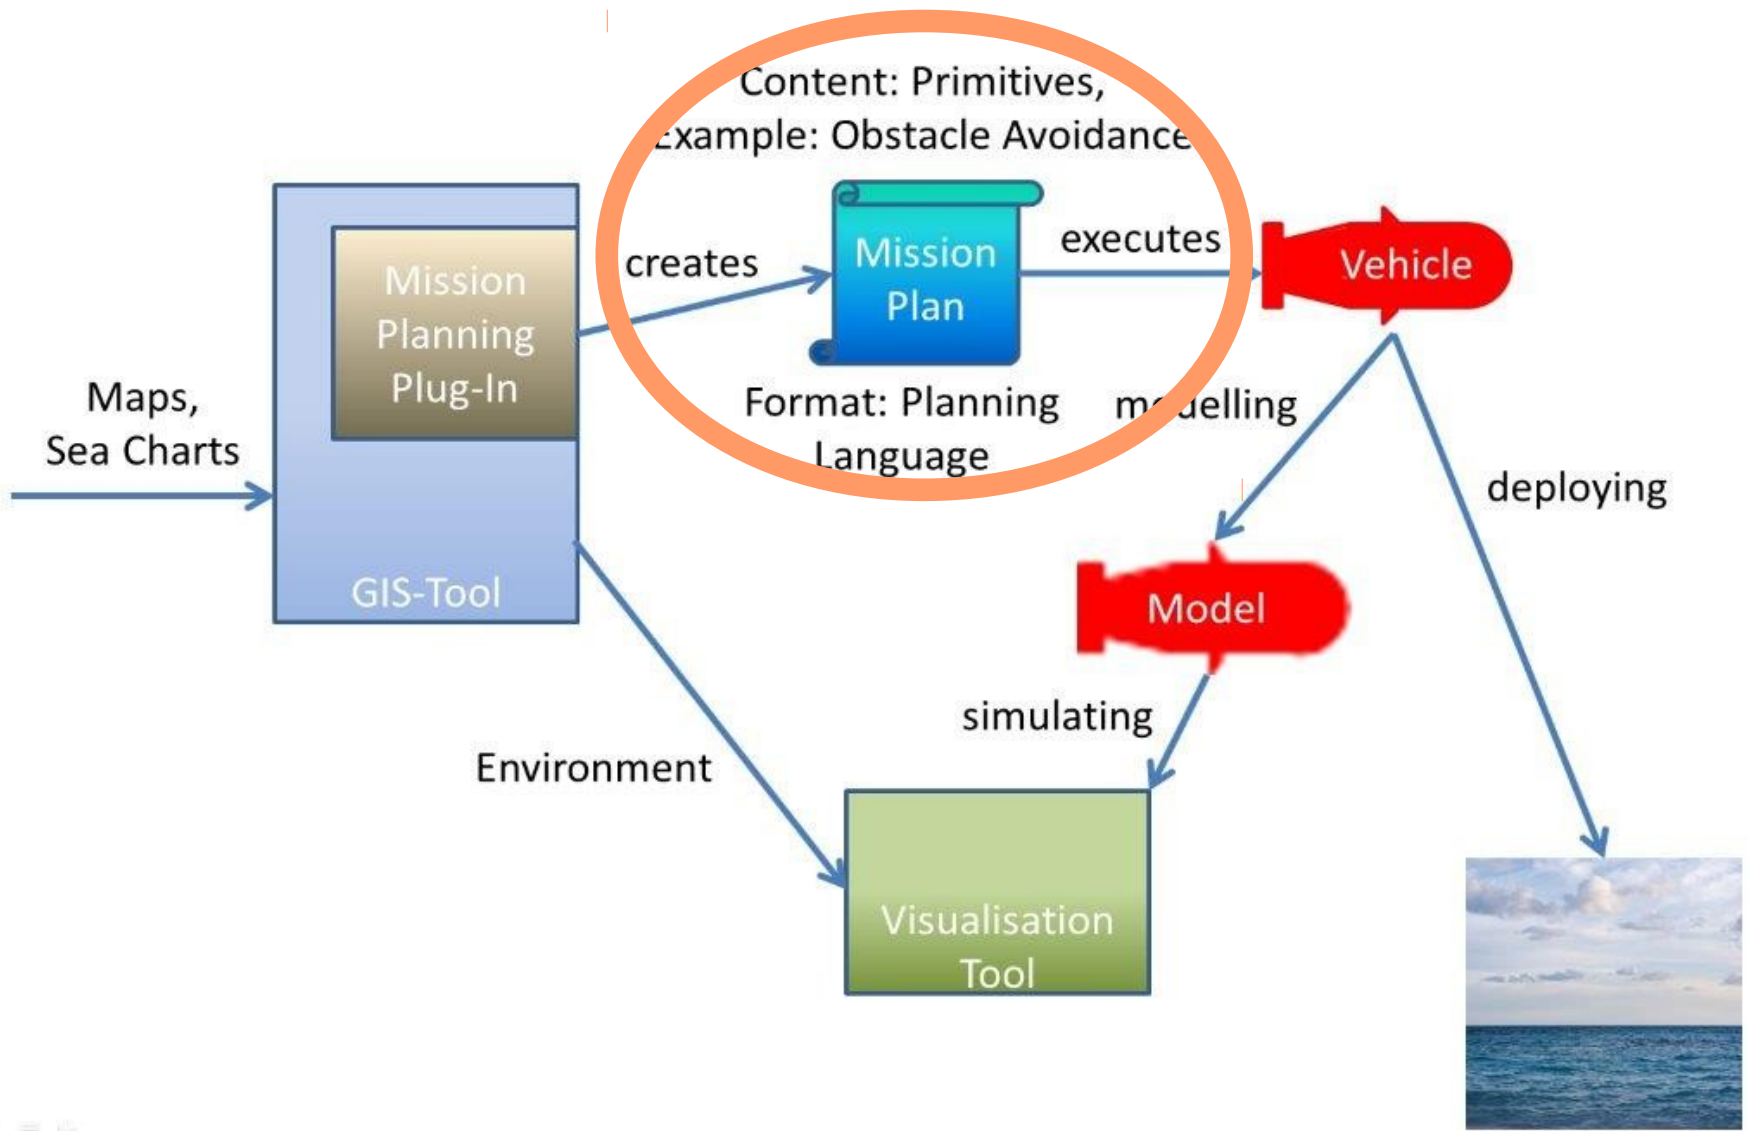 Content: Primitives,
Example: Obstacle Avoidance
Mission
Plan
creates
executes
Vehicle
Mission
Planning
Plug-In
Maps,
Sea Charts
Format: Planning
Language
modelling
deploying
GIS-Tool
Model
simulating
Environment
Visualisation
Tool